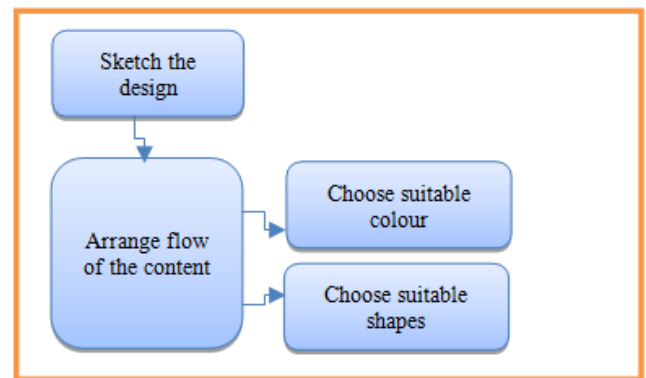 Sketch the
design
Arrange flow
of the content
Choose suitable
colour
Choose suitable
shapes